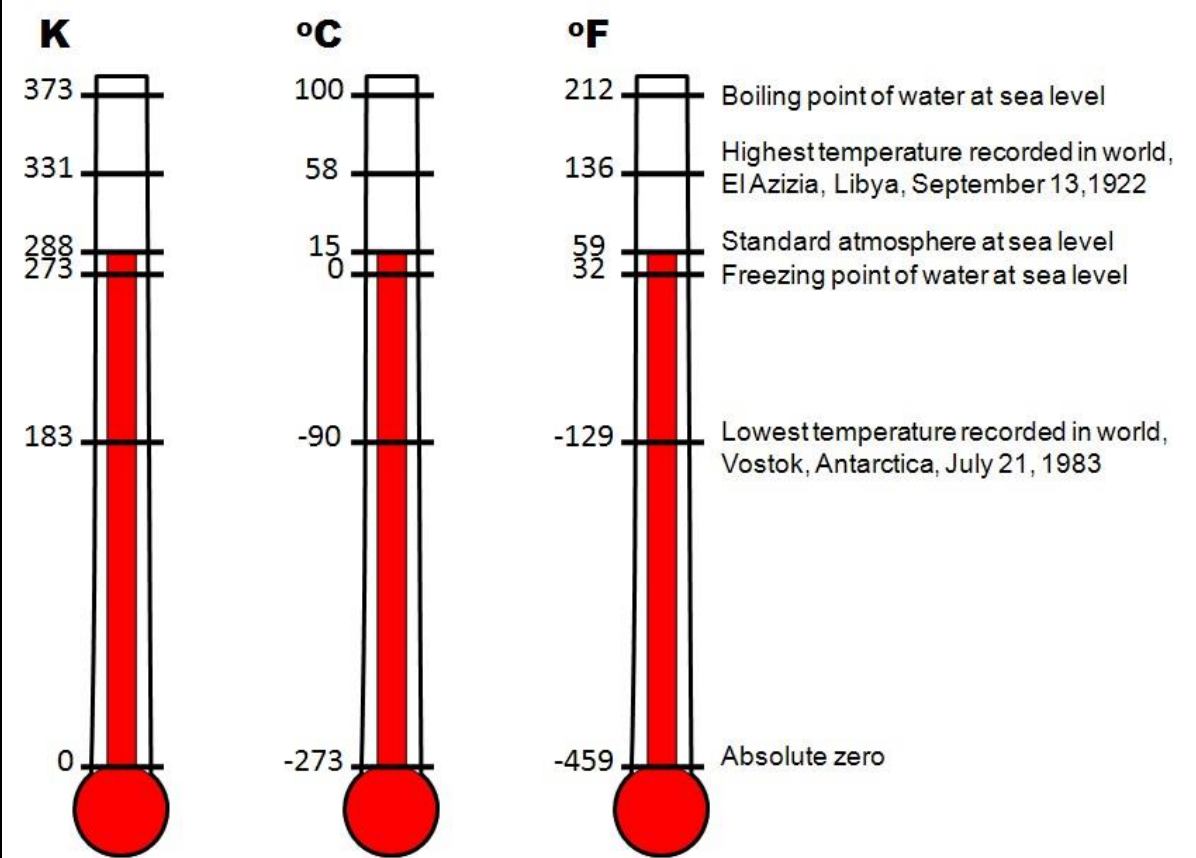 K
ºC
ºF
373
100
212
Boiling point of water at sea level
331
58
136
Highest temperature recorded in world,
El Azizia, Libya, September 13,1922
288
15
59
Standard atmosphere at sea level
273
0
32
Freezing point of water at sea level
183
-90
-129
Lowest temperature recorded in world,
Vostok, Antarctica, July 21, 1983
0
-273
-459
Absolute zero